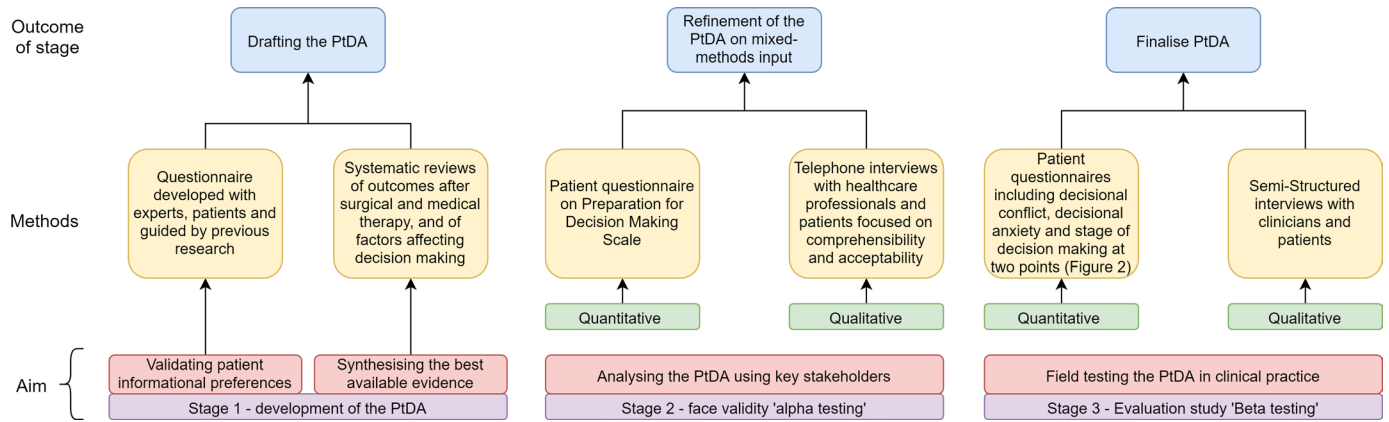 Outcome
of stage
Drafting the PtDA
Refinement of the
PtDA on mixed-
methods input
Finalise PtDA
Methods
Questionnaire
developed with
experts, patients and
guided by previous
research
Systematic reviews
of outcomes after
surgical and medical
therapy, and of
factors affecting
decision making
Patient questionnaire
on Preparation for
Decision Making
Scale
Telephone interviews
with healthcare
professionals and
patients focused on
comprehensibility
and acceptability
Patient
questionnaires
including decisional
conflict, decisional
anxiety and stage of
decision making at
two points (Figure 2)
Semi-Structured
interviews with
clinicians and
patients
Quantitative
Qualitative
Quantitative
Qualitative
Aim
Validating patient
informational preferences
Synthesising the best
available evidence
Analysing the PtDA using key stakeholders
Field testing the PtDA in clinical practice
Stage 1 - development of the PtDA
Stage 2 - face validity 'alpha testing'
Stage 3 - Evaluation study 'Beta testing'